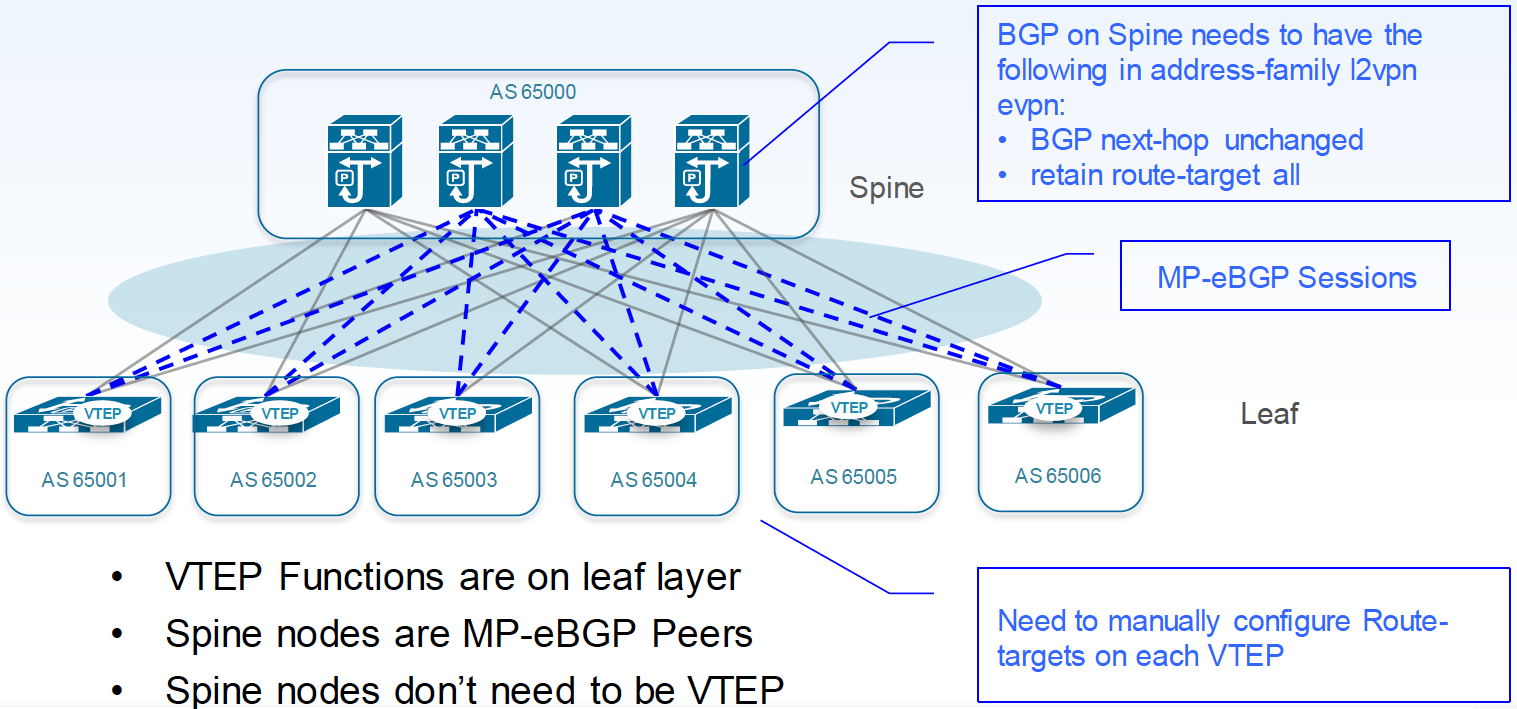 BGP on Spine needs to have the
following in address-family l2vpn
evpn:
• BGP next-hop unchanged
• retain route-target all
AS 65000
P
P
P
P
Spine
MP-eBGP Sessions
VTEP
VTEP
VTEP
VTEP
VTEP
VTEP
Leaf
AS 65001
AS 65002
AS 65003
AS 65004
AS 65005
AS 65006
• VTEP Functions are on leaf layer
• Spine nodes are MP-eBGP Peers
• Spine nodes don't need to be VTEP
Need to manually configure Route-
targets on each VTEP